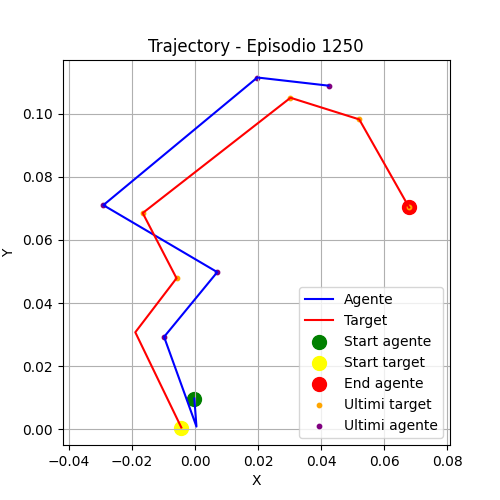 Trajectory - Episodio 1250
Y
0.10
0.08
0.06
0.04
0.02
0.00
Agente
Target
Start agente
Start target
End agente
Ultimi target
Ultimi agente
−0.04 −0.02 0.00 0.02 0.04 0.06 0.08
X